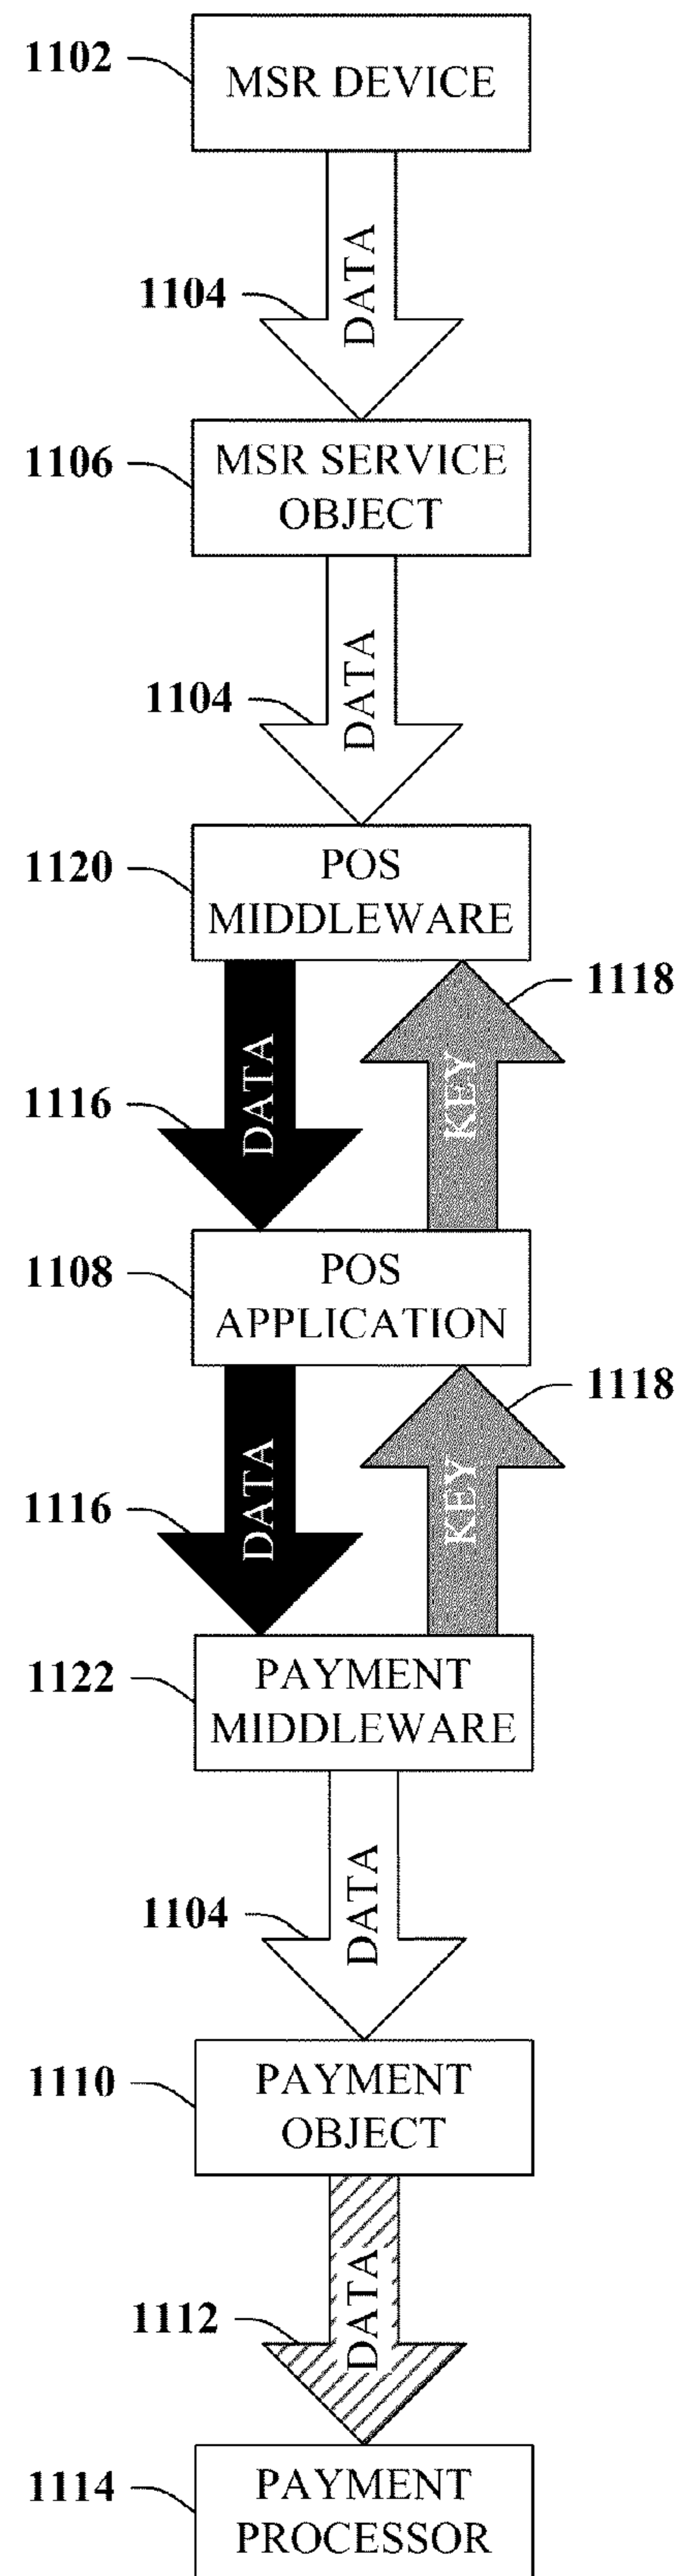 1102
MSR DEVICE
DATA
1104
1106
MSR SERVICE
OBJECT
DATA
1104
1120
POS
MIDDLEWARE
1118
DATA
KEY
1116
1108
POS
APPLICATION
1118
DATA
KEY
1116
1122
PAYMENT
MIDDLEWARE
DATA
1104
1110
PAYMENT
OBJECT
DATA
1112
1114
PAYMENT
PROCESSOR